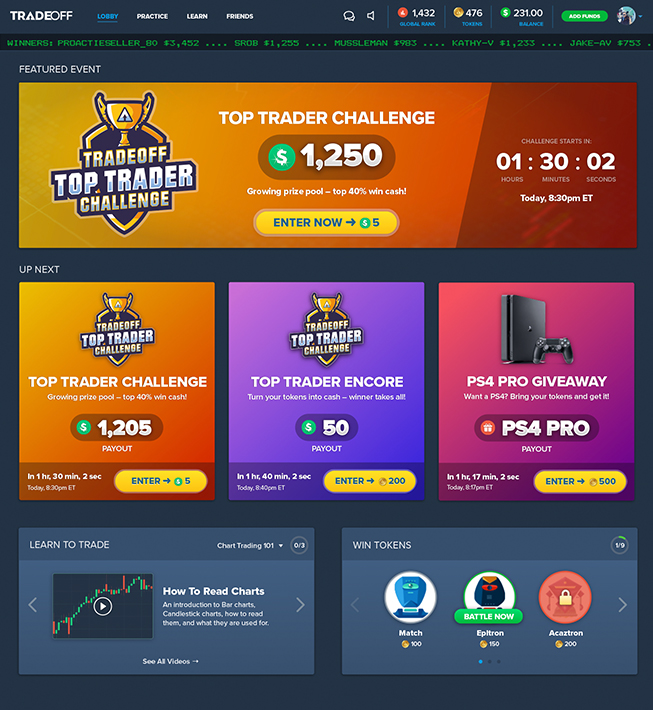 TRADEOFF LOBBY PRACTICE LEARN FRIENDS 1,432 476 $ 231.00 ADD FUNDS
GLOBAL RANK TOKENS BALANCE
WINNERS: PROACTIESELLER_80 $3,452 .... SROB $1,255 .... MUSSLEMAN $983 .... KATHY-V $1,233 .... JAKE-AV $753 .
FEATURED EVENT
TRADEOFF
TOP TRADER
CHALLENGE
TOP TRADER CHALLENGE
$ 1,250
Growing prize pool – top 40% win cash!
ENTER NOW → $ 5
CHALLENGE STARTS IN:
01 : 30 : 02
HOURS MINUTES SECONDS
Today, 8:30pm ET
UP NEXT
TRADEOFF
TOP TRADER
CHALLENGE
TOP TRADER CHALLENGE
Growing prize pool – top 40% win cash!
$ 1,205
PAYOUT
In 1 hr, 30 min, 2 sec
Today, 8:30pm ET
ENTER → $ 5
TRADEOFF
TOP TRADER
CHALLENGE
TOP TRADER ENCORE
Turn your tokens into cash – winner takes all!
$ 50
PAYOUT
In 1 hr, 40 min, 2 sec
Today, 8:40pm ET
ENTER → 200
PS4 PRO GIVEAWAY
Want a PS4? Bring your tokens and get it!
PS4 PRO
PAYOUT
In 1 hr, 17 min, 2 sec
Today, 8:17pm ET
ENTER → 500
LEARN TO TRADE Chart Trading 101 0/3
How To Read Charts
An introduction to Bar charts,
Candlestick charts, how to read
them, and what they are used for.
See All Videos →
WIN TOKENS 1/9
BATTLE NOW
Match Epltron Acaztron
100 150 200